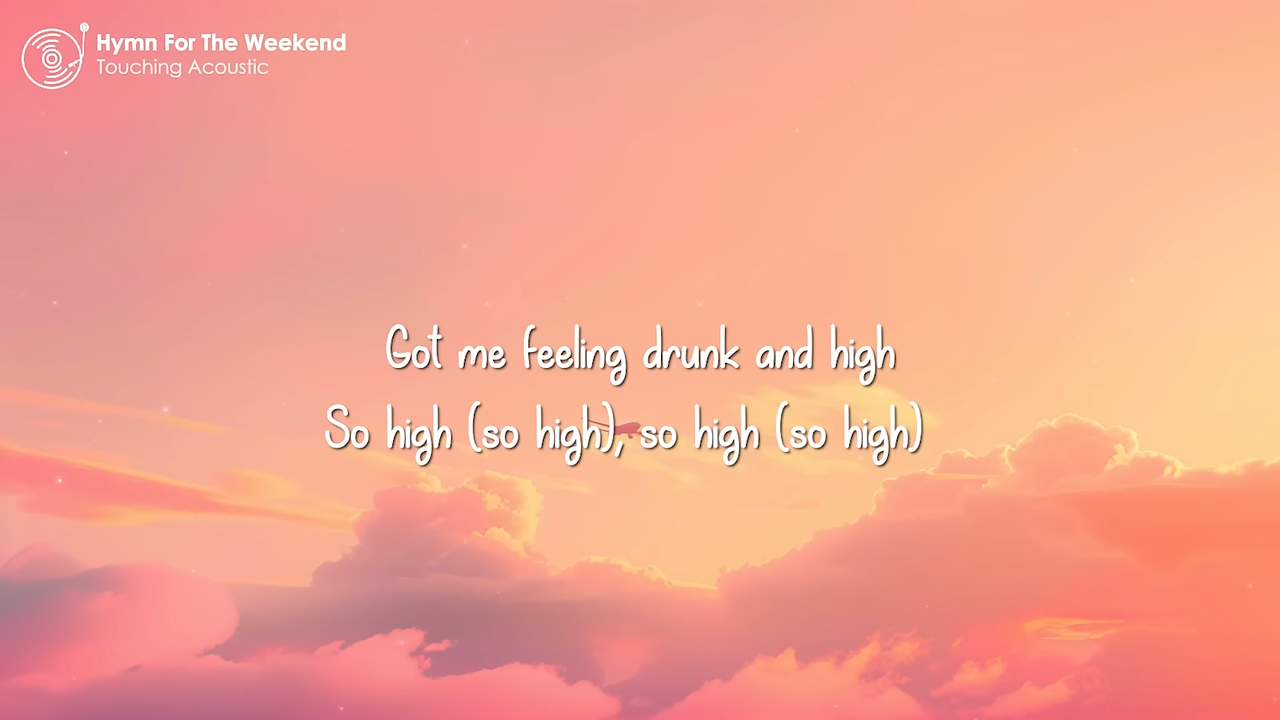 Hymn For The Weekend
Touching Acoustic
Got me feeling drunk and high
So high (so high), so high (so high)